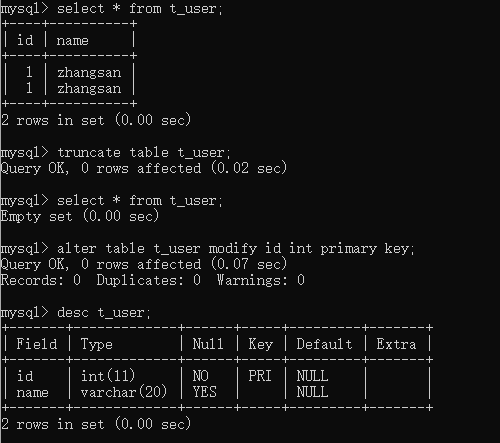 mysql> select * from t_user;
+----+----------+
| id | name     |
+----+----------+
|  1 | zhangsan |
|  1 | zhangsan |
+----+----------+
2 rows in set (0.00 sec)
mysql> truncate table t_user;
Query OK, 0 rows affected (0.02 sec)
mysql> select * from t_user;
Empty set (0.00 sec)
mysql> alter table t_user modify id int primary key;
Query OK, 0 rows affected (0.07 sec)
Records: 0  Duplicates: 0  Warnings: 0
mysql> desc t_user;
+-------+-------------+------+-----+---------+-------+
| Field | Type        | Null | Key | Default | Extra |
+-------+-------------+------+-----+---------+-------+
| id    | int(11)     | NO   | PRI | NULL    |       |
| name  | varchar(20) | YES  |     | NULL    |       |
+-------+-------------+------+-----+---------+-------+
2 rows in set (0.00 sec)